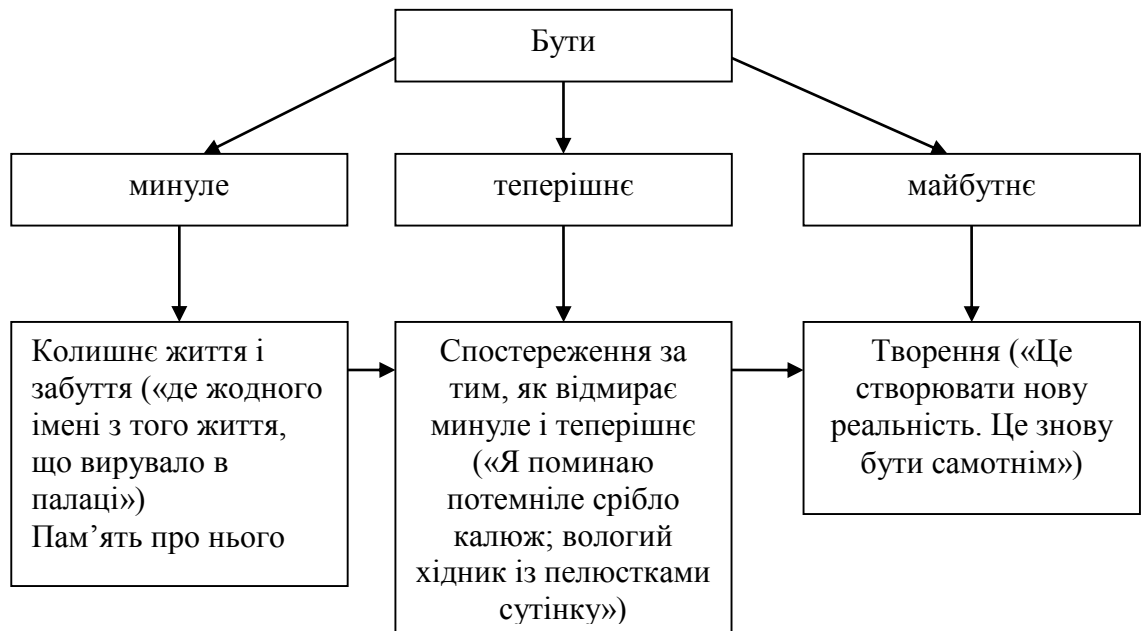 Бути
минуле
теперішнє
майбутнє
Колишнє життя і
забуття («де жодного
імені з того життя,
що вирувало в
палаці»)
Пам’ять про нього
Спостереження за
тим, як відмирає
минуле і теперішнє
(«Я поминаю
потемніле срібло
калюж; вологий
хідник із пелюстками
сутінку»)
Творення («Це
створювати нову
реальність. Це знову
бути самотнім»)